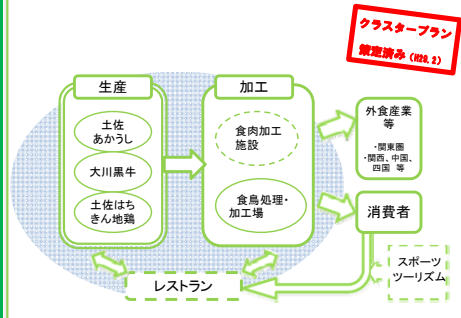 クラスタープラン
策定済み（H29.2）
生産
加工
土佐
あかうし
大川黒牛
土佐はち
きん地鶏
食肉加工
施設
食鳥処理・
加工場
外食産業
等
・関東圏
・関西、中国、
四国 等
消費者
レストラン
スポーツ
ツーリズム